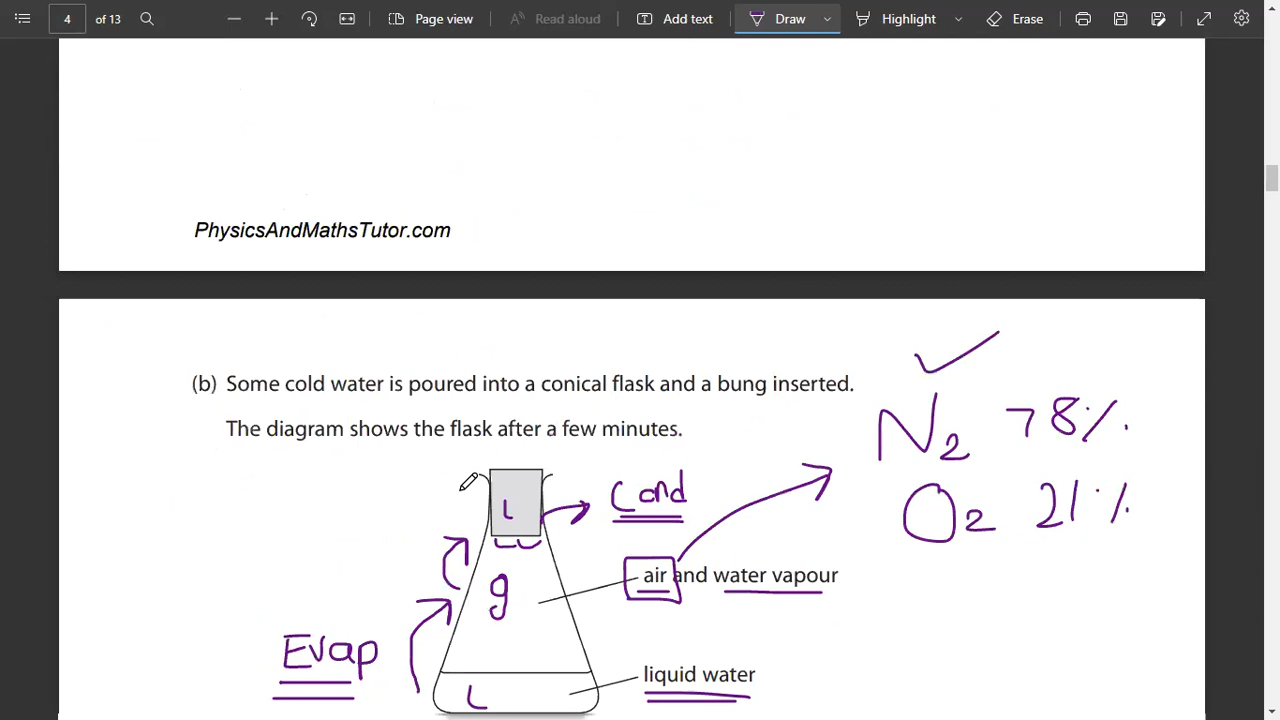 4 of 13 Page view Read aloud Add text Draw Highlight Erase
PhysicsAndMathsTutor.com
(b) Some cold water is poured into a conical flask and a bung inserted.
The diagram shows the flask after a few minutes.
N2 78%
O2 21%
L
Cond
g
air and water vapour
Evap
liquid water
L